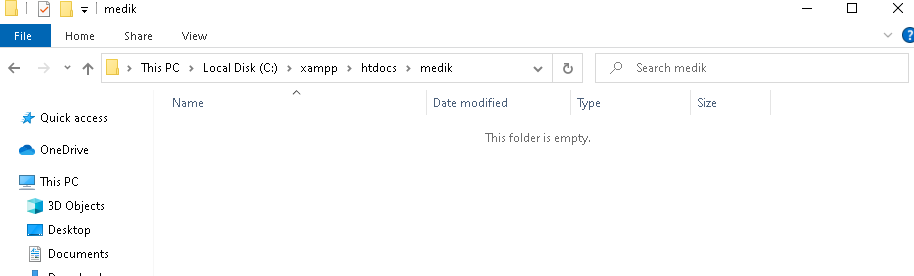 medik
File Home Share View
This PC Local Disk (C:) xampp htdocs medik Search medik
Name Date modified Type Size
This folder is empty.
Quick access
OneDrive
This PC
3D Objects
Desktop
Documents